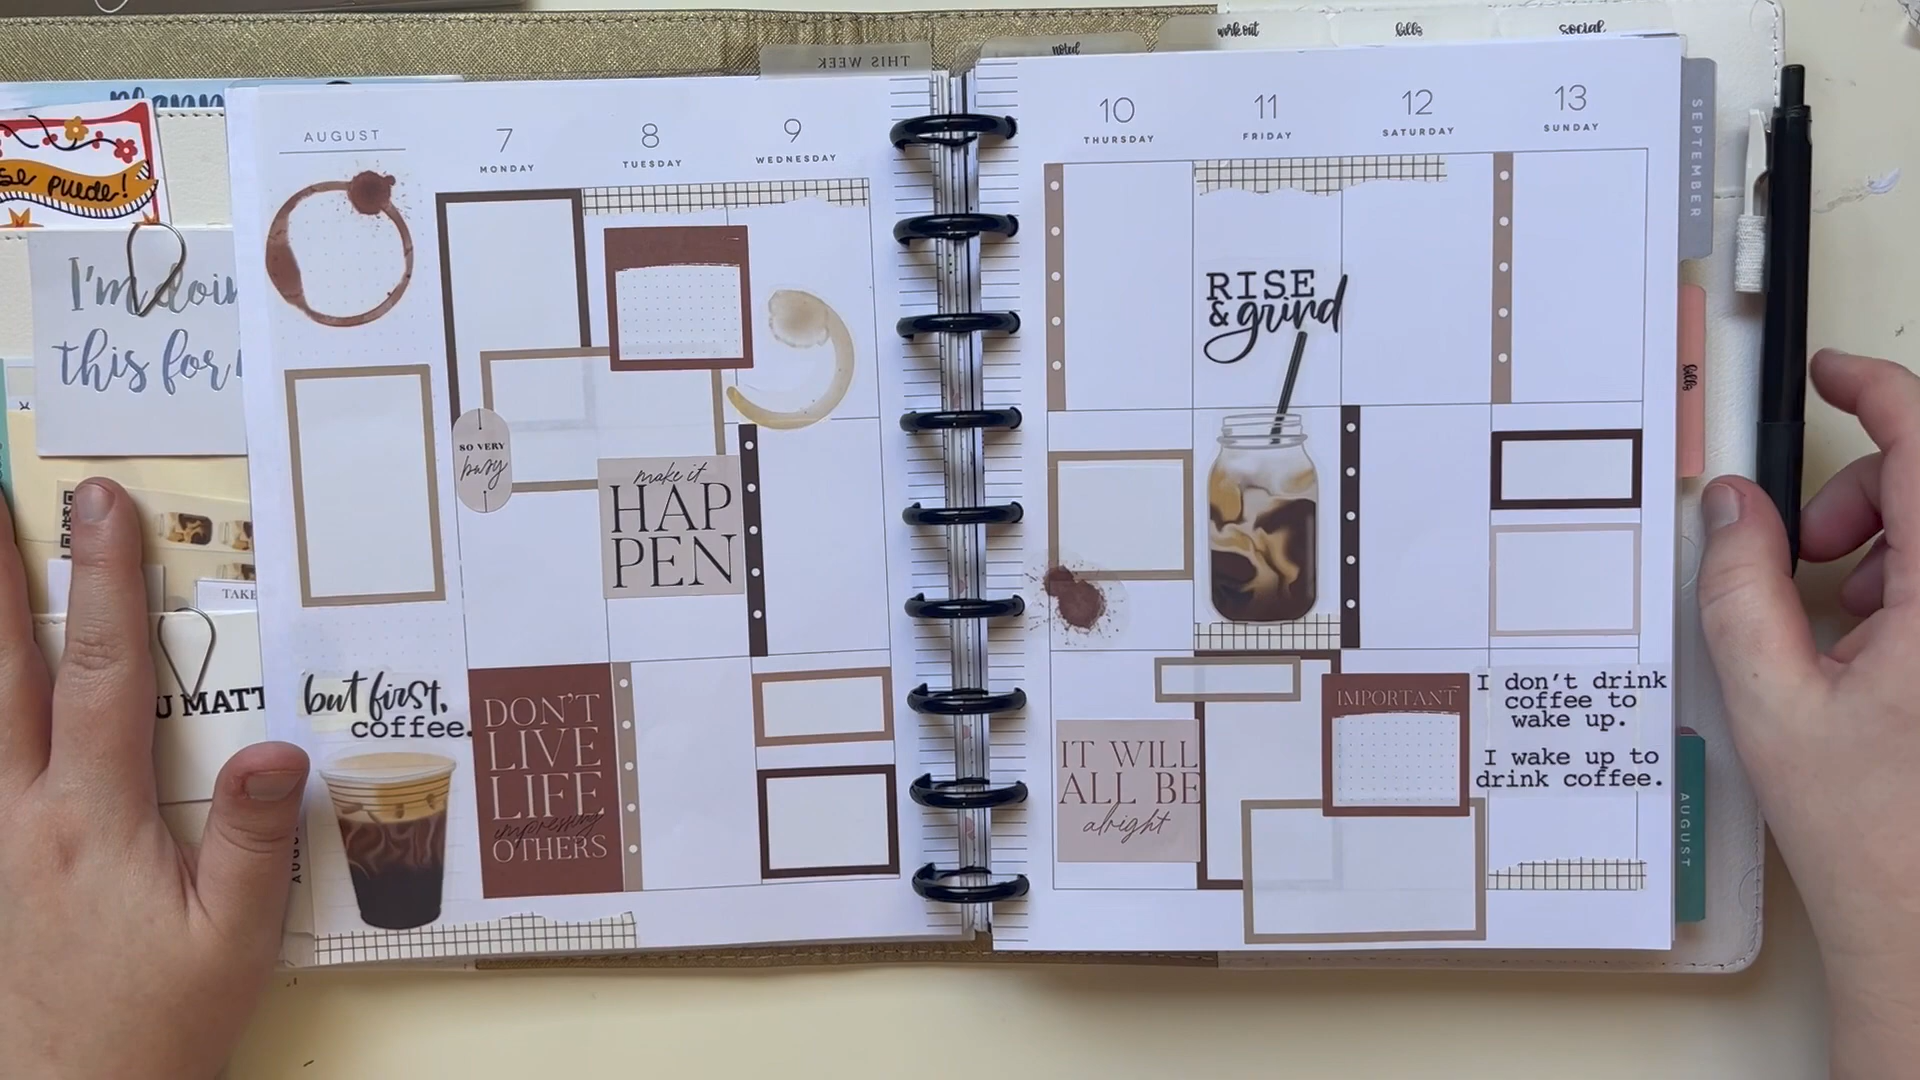 THIS WEEK
noted
work out
bills
social
AUGUST
7
MONDAY
8
TUESDAY
9
WEDNESDAY
10
THURSDAY
11
FRIDAY
12
SATURDAY
13
SUNDAY
SEPTEMBER
bills
AUGUST
puede!
I'm
this for
TAKE
MATT
SO VERY
busy
make it
HAP
PEN
but first,
coffee.
DON'T
LIVE
LIFE
impressing
OTHERS
RISE
& grind
IT WILL
ALL BE
alright
IMPORTANT
I don't drink
coffee to
wake up.
I wake up to
drink coffee.